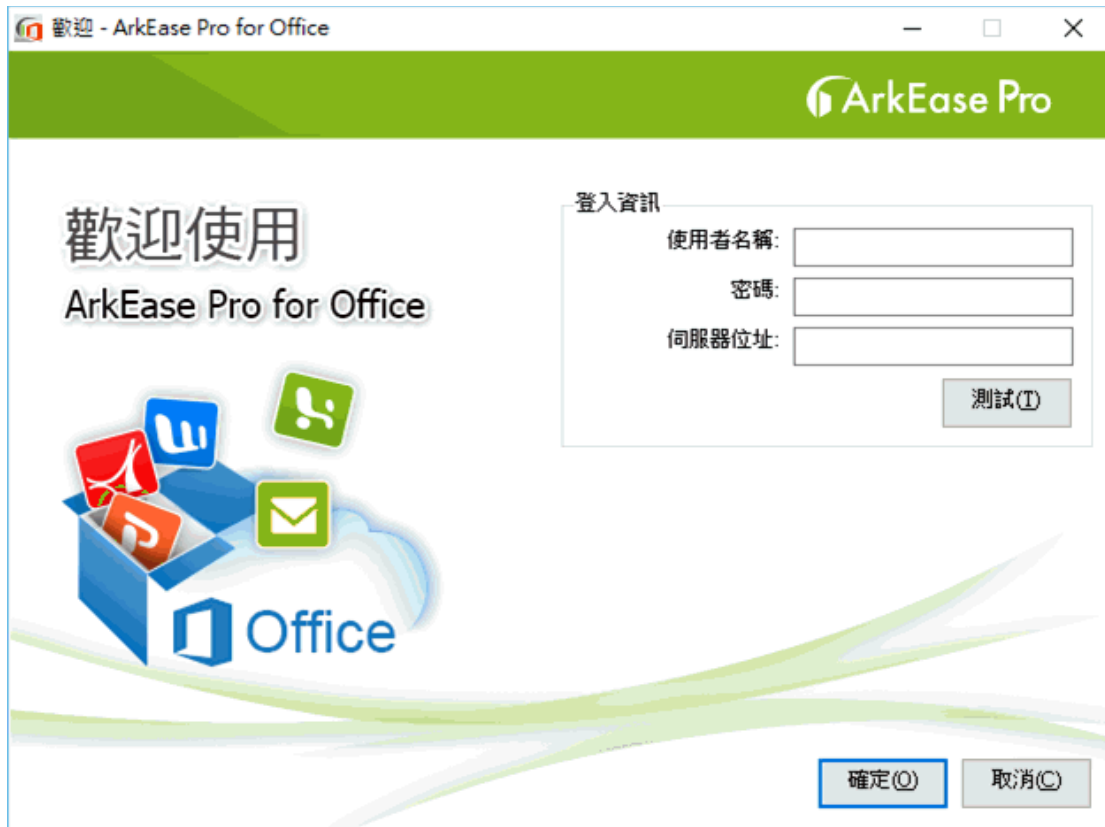 歡迎 - ArkEase Pro for Office
ArkEase Pro
歡迎使用
ArkEase Pro for Office
登入資訊
使用者名稱:
密碼:
伺服器位址:
測試(T)
Office
確定(O)
取消(C)